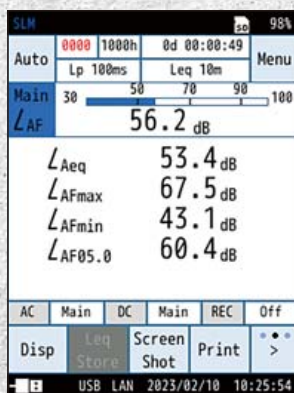 SLM SD 98%
Auto 0000 1000h 0d 00:00:49 Menu
Lp 100ms Leq 10m
Main 30 50 70 90 100
LAF 56.2 dB
LAeq 53.4 dB
LAFmax 67.5 dB
LAFmin 43.1 dB
LAF05.0 60.4 dB
AC Main DC Main REC Off
Disp Leq Store Screen Shot Print >
USB LAN 2023/02/10 10:25:54